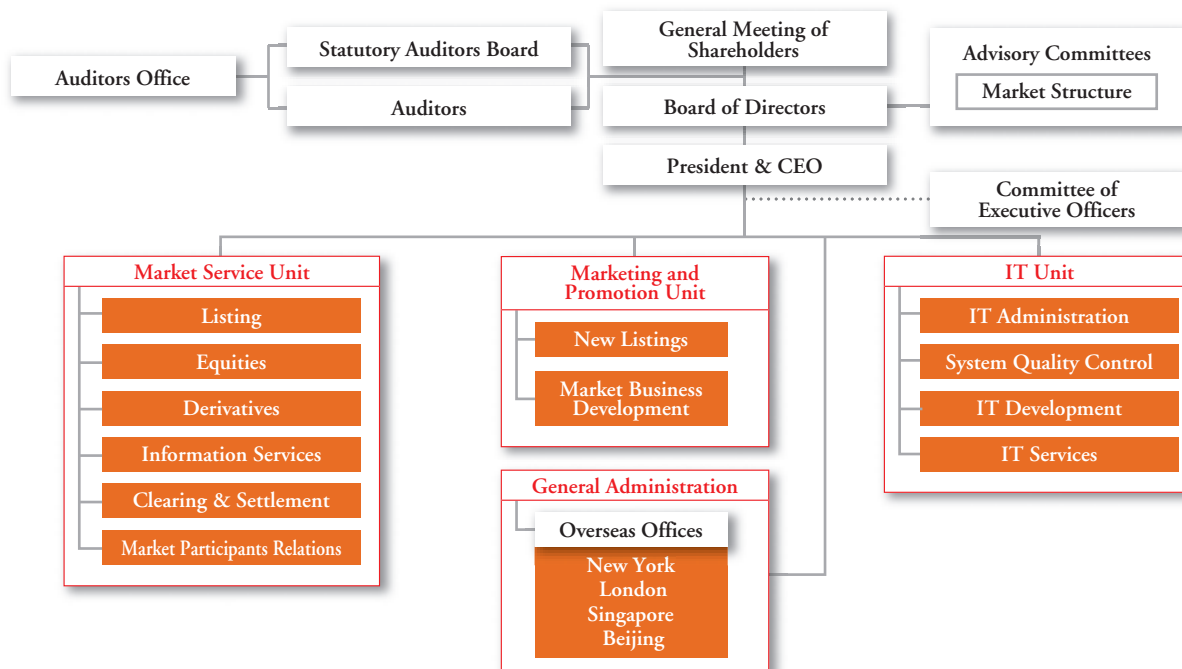 General Meeting of
Shareholders
Statutory Auditors Board
Advisory Committees
Auditors Office
Market Structure
Auditors
Board of Directors
President & CEO
Committee of
Executive Officers
Market Service Unit
Listing
Equities
Derivatives
Information Services
Clearing & Settlement
Market Participants Relations
Marketing and
Promotion Unit
New Listings
Market Business
Development
General Administration
Overseas Offices
New York
London
Singapore
Beijing
IT Unit
IT Administration
System Quality Control
IT Development
IT Services